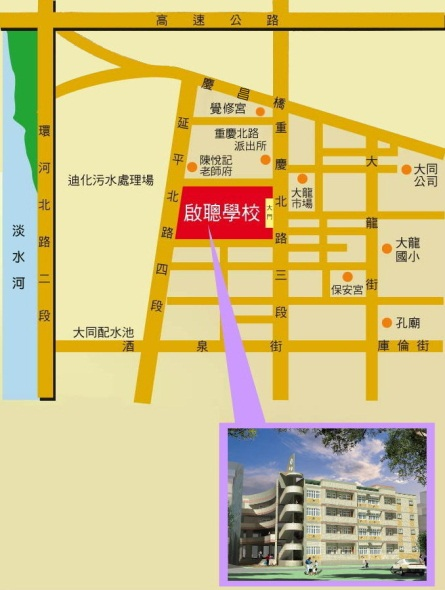 高速公路
慶昌橋
覺修宮
重慶北路
派出所
環河北路二段
延平北路四段
陳悅記
老師府
重慶北路三段
大龍街
大同
公司
迪化污水處理場
大龍
市場
啟聰學校
大門
淡水河
大龍
國小
保安宮
孔廟
大同配水池
酒泉街
庫倫街